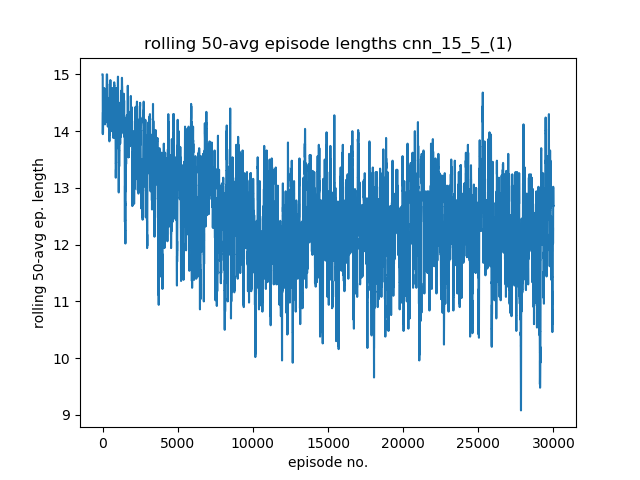 rolling 50-avg episode lengths cnn_15_5_(1)
15
14
13
12
11
10
9
rolling 50-avg ep. length
0 5000 10000 15000 20000 25000 30000
episode no.